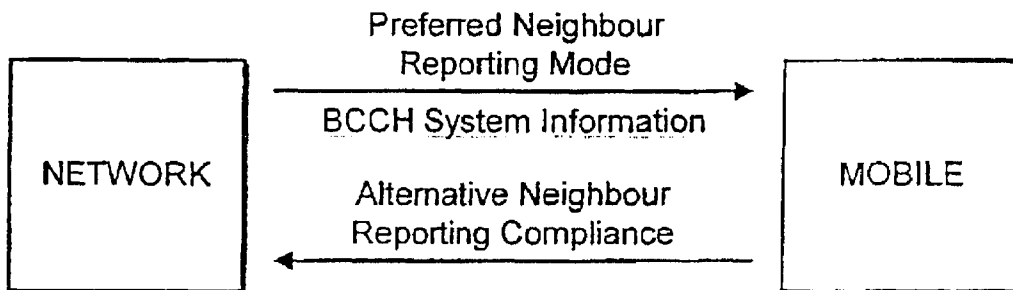 Preferred Neighbour
Reporting Mode
BCCH System Information
NETWORK
MOBILE
Alternative Neighbour
Reporting Compliance